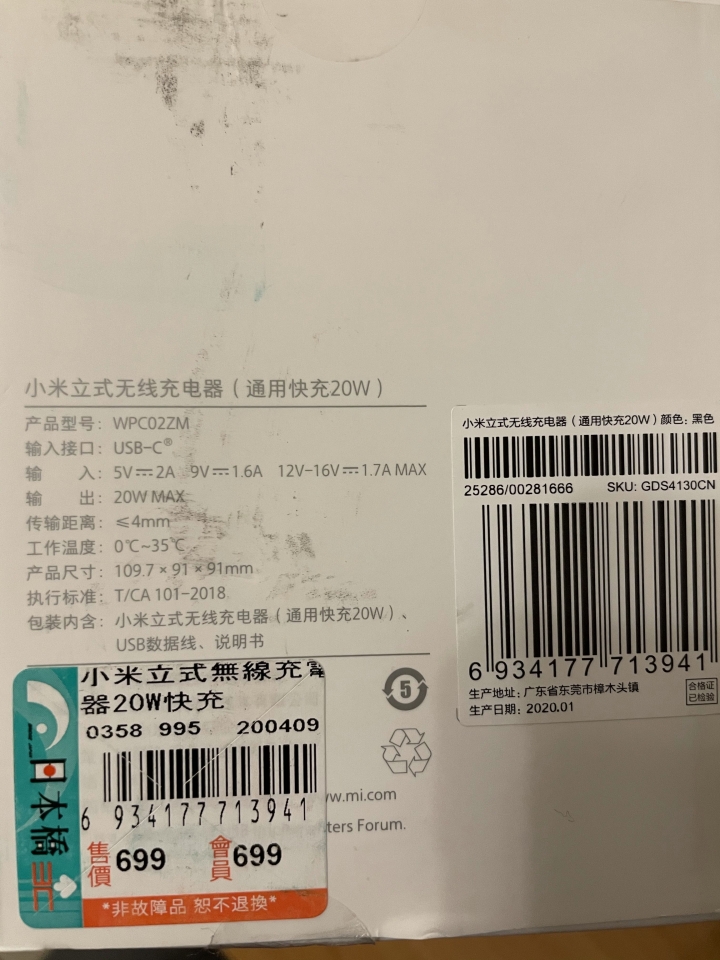 小米立式无线充电器（通用快充20W）
产品型号：WPC02ZM
输入接口：USB-C®
输 入：5V⎓2A 9V⎓1.6A 12V-16V⎓1.7A MAX
输 出：20W MAX
传输距离：≤4mm
工作温度：0℃~35℃
产品尺寸：109.7×91×91mm
执行标准：T/CA 101-2018
包装内含：小米立式无线充电器（通用快充20W）、
USB数据线、说明书
5
w.mi.com
ters Forum.
小米立式無線充電
器20W快充
0358 995 200409
6 934177 713941
售價 699 會員 699
*非故障品 恕不退換*
日本橋3C
小米立式无线充电器（通用快充20W）颜色：黑色
25286/00281666 SKU: GDS4130CN
6 934177 713941
生产地址：广东省东莞市樟木头镇
生产日期：2020.01
合格证
已检验